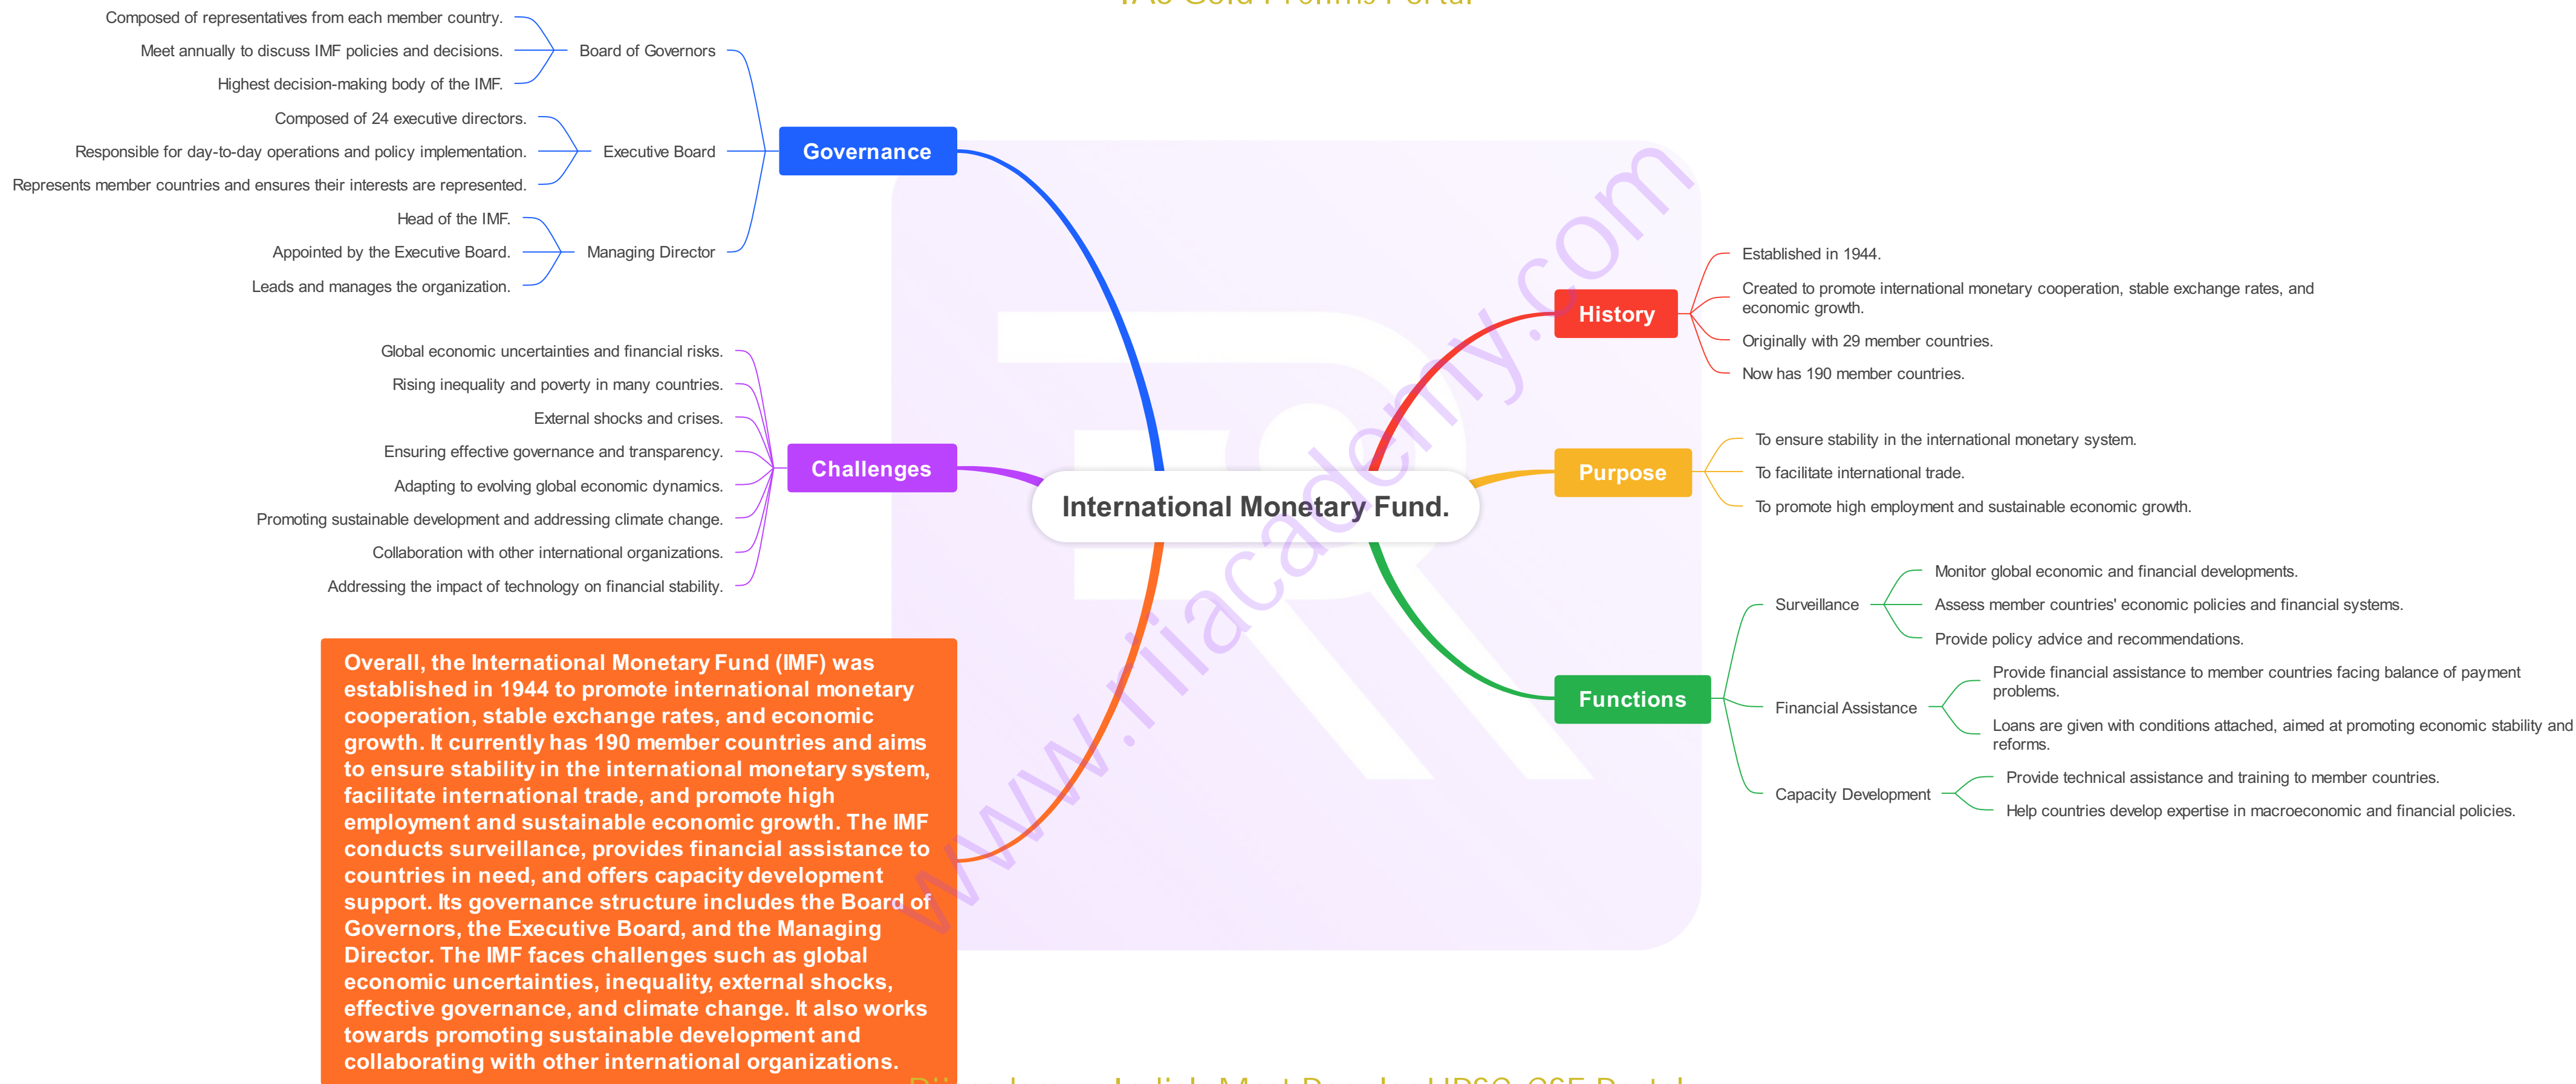 IAS Gold Prelims Portal
Composed of representatives from each member country.
Meet annually to discuss IMF policies and decisions.
Highest decision-making body of the IMF.
Board of Governors
Composed of 24 executive directors.
Responsible for day-to-day operations and policy implementation.
Represents member countries and ensures their interests are represented.
Executive Board
Head of the IMF.
Appointed by the Executive Board.
Leads and manages the organization.
Managing Director
Governance
Global economic uncertainties and financial risks.
Rising inequality and poverty in many countries.
External shocks and crises.
Ensuring effective governance and transparency.
Adapting to evolving global economic dynamics.
Promoting sustainable development and addressing climate change.
Collaboration with other international organizations.
Addressing the impact of technology on financial stability.
Challenges
Overall, the International Monetary Fund (IMF) was
established in 1944 to promote international monetary
cooperation, stable exchange rates, and economic
growth. It currently has 190 member countries and aims
to ensure stability in the international monetary system,
facilitate international trade, and promote high
employment and sustainable economic growth. The IMF
conducts surveillance, provides financial assistance to
countries in need, and offers capacity development
support. Its governance structure includes the Board of
Governors, the Executive Board, and the Managing
Director. The IMF faces challenges such as global
economic uncertainties, inequality, external shocks,
effective governance, and climate change. It also works
towards promoting sustainable development and
collaborating with other international organizations.
International Monetary Fund.
www.riiacademy.com
History
Established in 1944.
Created to promote international monetary cooperation, stable exchange rates, and
economic growth.
Originally with 29 member countries.
Now has 190 member countries.
Purpose
To ensure stability in the international monetary system.
To facilitate international trade.
To promote high employment and sustainable economic growth.
Functions
Surveillance
Monitor global economic and financial developments.
Assess member countries' economic policies and financial systems.
Provide policy advice and recommendations.
Financial Assistance
Provide financial assistance to member countries facing balance of payment
problems.
Loans are given with conditions attached, aimed at promoting economic stability and
reforms.
Capacity Development
Provide technical assistance and training to member countries.
Help countries develop expertise in macroeconomic and financial policies.